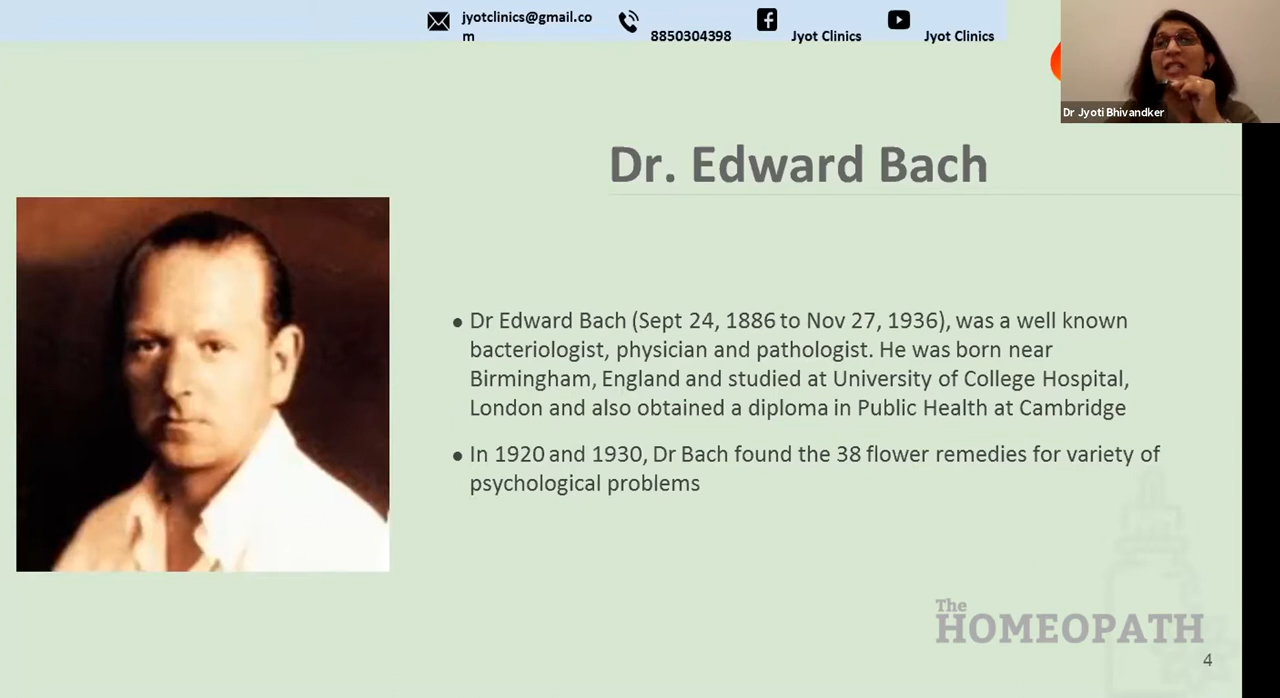 jyotclinics@gmail.co
m
8850304398
Jyot Clinics
Jyot Clinics
Dr Jyoti Bhivandker
Dr. Edward Bach
● Dr Edward Bach (Sept 24, 1886 to Nov 27, 1936), was a well known
bacteriologist, physician and pathologist. He was born near
Birmingham, England and studied at University of College Hospital,
London and also obtained a diploma in Public Health at Cambridge
● In 1920 and 1930, Dr Bach found the 38 flower remedies for variety of
psychological problems
The
HOMEOPATH
4